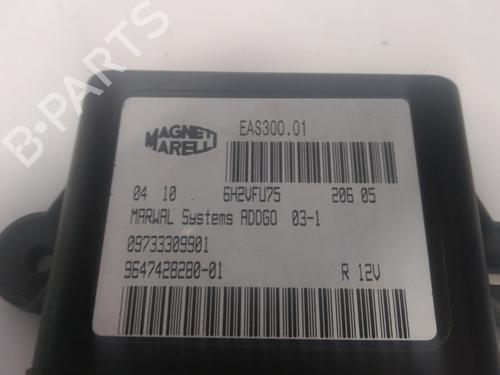 B-PARTS
MAGNETI
MARELLI
EAS300.01
04 10 6H2VFU75 206 05
MARWAL Systems ADDGO 03-1
09733309901
9647428280-01 R 12V